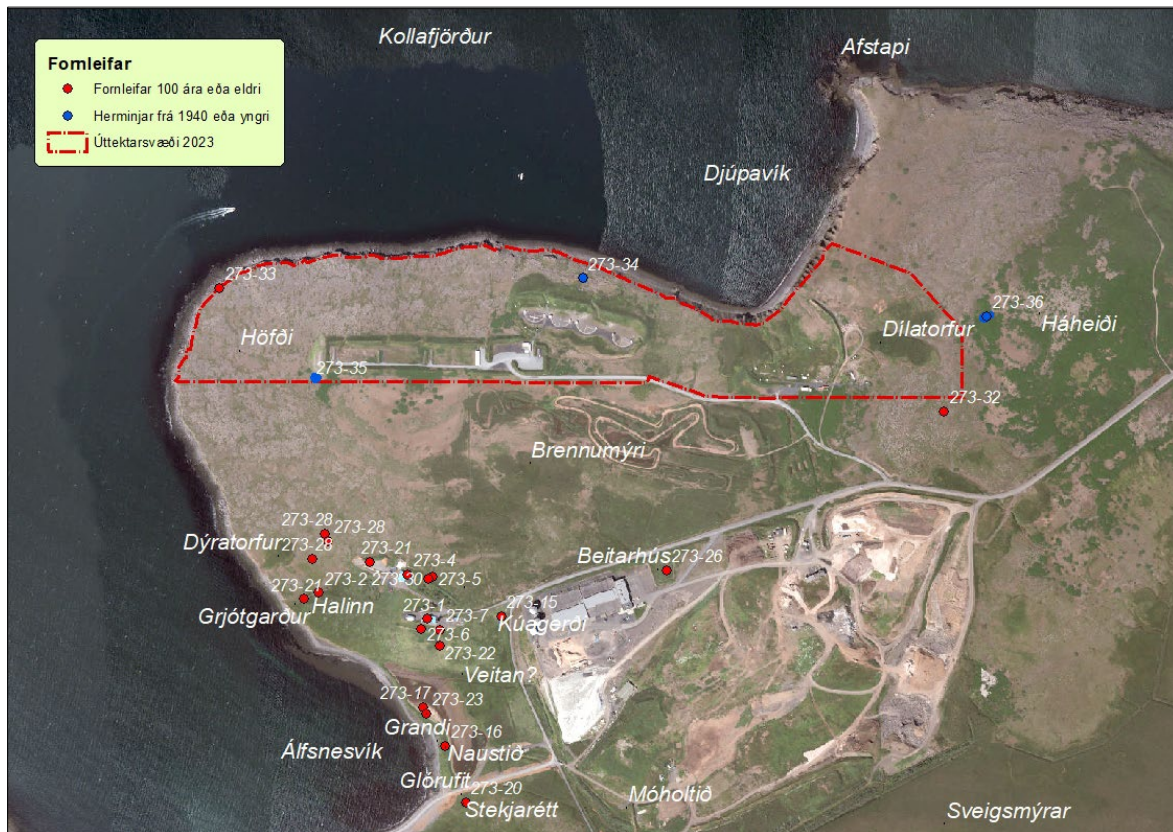 Kollafjörður
Afstapi
Fornleifar
Fornleifar 100 ára eða eldri
Herminjar frá 1940 eða yngri
Úttektarsvæði 2023
Djúpavík
273-33
273-34
Höfði
Dílatorfur
273-36
Háheiði
273-35
273-32
Brennumýri
273-28
273-28
Dýratorfur
273-28
273-21
273-4
Beitarhús
273-26
273-21
273-2
273-30
273-5
Grjótgarður
Halinn
273-1
273-7
273-15
Kúagerði
273-6
273-22
Veitan?
273-17
273-23
Grandi
273-16
Álfsnesvík
Naustið
Glórufit
273-20
Stekjarétt
Móholtið
Sveigsmýrar